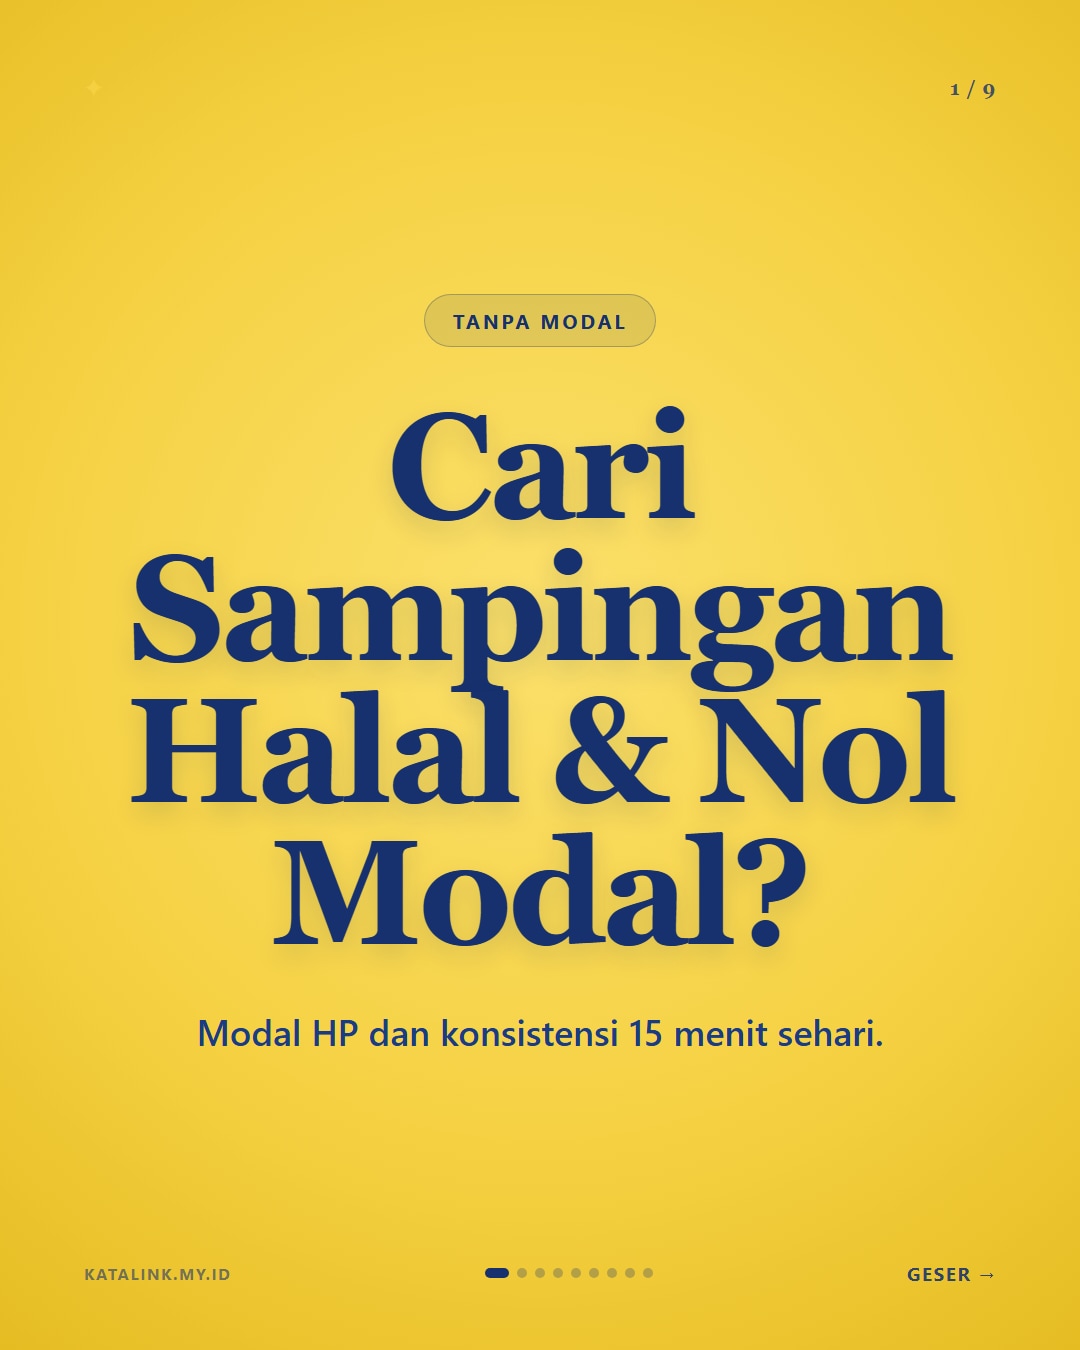 1 / 9
TANPA MODAL
Cari
Sampingan
Halal & Nol
Modal?
Modal HP dan konsistensi 15 menit sehari.
KATALINK.MY.ID
GESER →